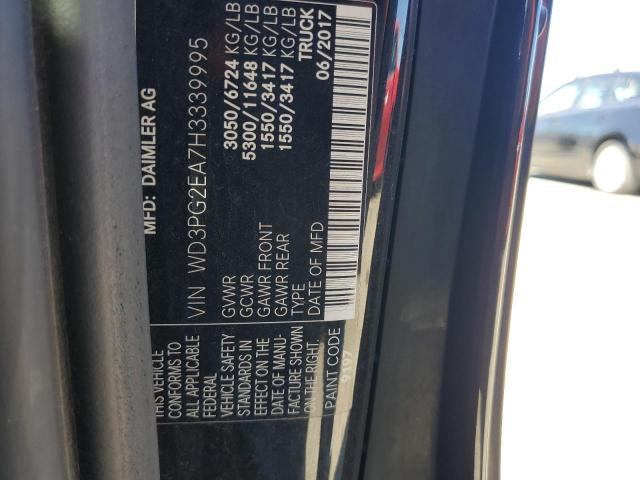 MFD: DAIMLER AG
VIN WD3PG2EA7H3339995
GVWR 3050/6724 KG/LB
GCWR 5300/11648 KG/LB
GAWR FRONT 1550/3417 KG/LB
GAWR REAR 1550/3417 KG/LB
TYPE TRUCK
DATE OF MFD 06/2017
THIS VEHICLE
CONFORMS TO
ALL APPLICABLE
FEDERAL
VEHICLE SAFETY
STANDARDS IN
EFFECT ON THE
DATE OF MANU-
FACTURE SHOWN
ON THE RIGHT.
PAINT CODE
9197